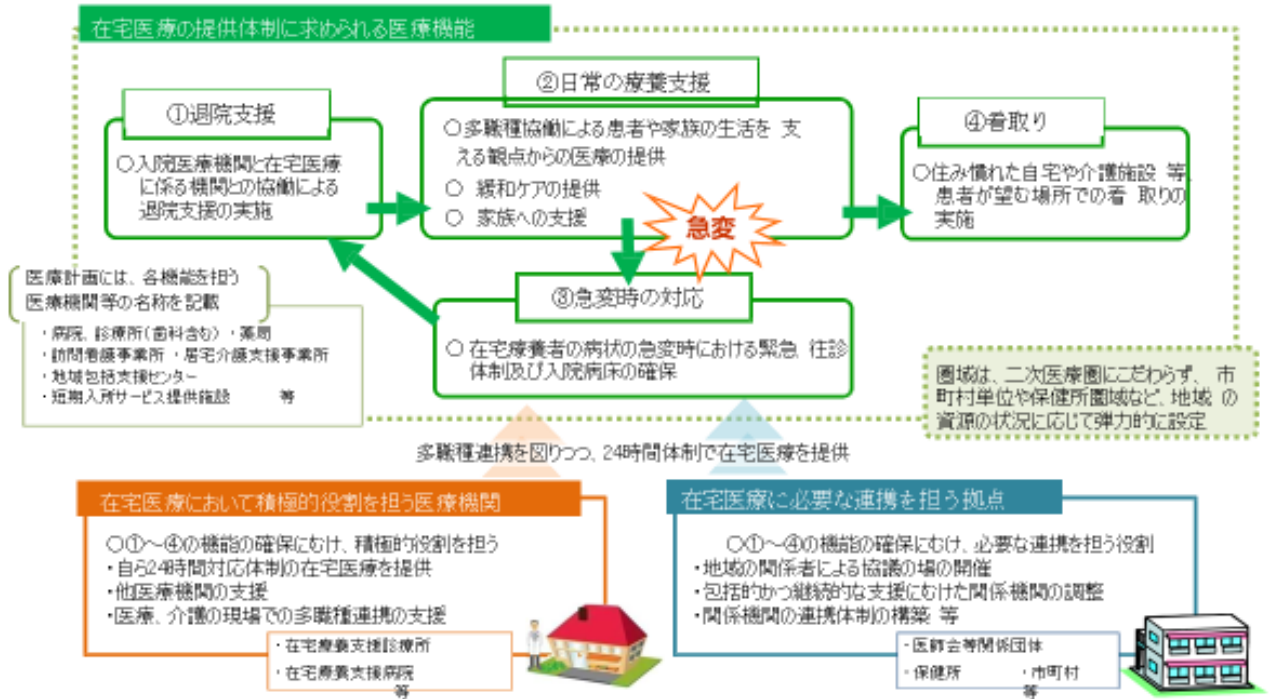 在宅医療の提供体制に求められる医療機能
①退院支援
○入院医療機関と在宅医療
に係る機関との協働による
退院支援の実施
②日常の療養支援
○多職種協働による患者や家族の生活を 支
える観点からの医療の提供
○ 緩和ケアの提供
○ 家族への支援
急変
④看取り
○住み慣れた自宅や介護施設 等、
患者が望む場所での看 取りの
実施
③急変時の対応
○ 在宅療養者の病状の急変時における緊急 往診
体制及び入院病床の確保
医療計画には、各機能を担う
医療機関等の名称を記載
・病院、診療所(歯科含む)・薬局
・訪問看護事業所 ・居宅介護支援事業所
・地域包括支援センター
・短期入所サービス提供施設 等
圏域は、二次医療圏にこだわらず、 市
町村単位や保健所圏域など、地域 の
資源の状況に応じて弾力的に設定
多職種連携を図りつつ、24時間体制で在宅医療を提供
在宅医療において積極的役割を担う医療機関
○①～④の機能の確保にむけ、積極的役割を担う
・自ら24時間対応体制の在宅医療を提供
・他医療機関の支援
・医療、介護の現場での多職種連携の支援
・在宅療養支援診療所
・在宅療養支援病院
等
在宅医療に必要な連携を担う拠点
○①～④の機能の確保にむけ、必要な連携を担う役割
・地域の関係者による協議の場の開催
・包括的かつ継続的な支援にむけた関係機関の調整
・関係機関の連携体制の構築 等
・医師会等関係団体
・保健所 ・市町村
等